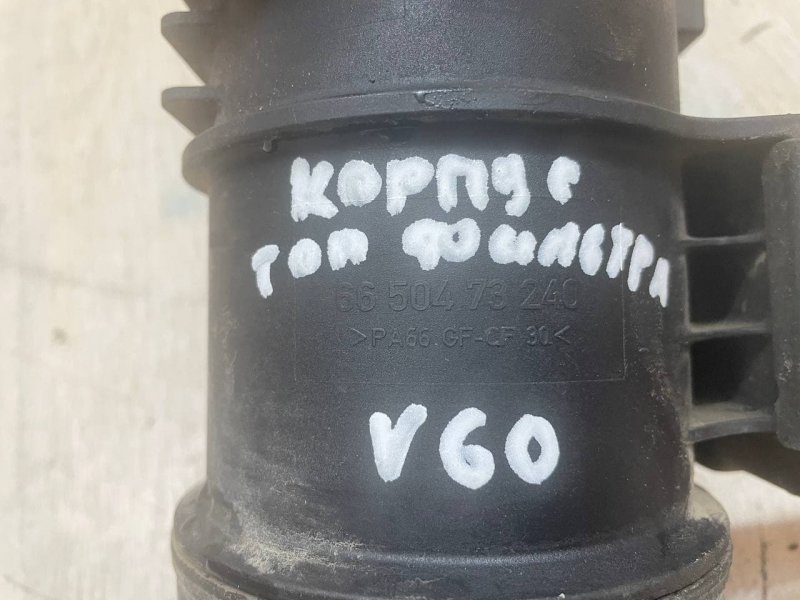 корпус
топ фильтра
66 504 73 240
>PA66 GF-CF 30<
V60